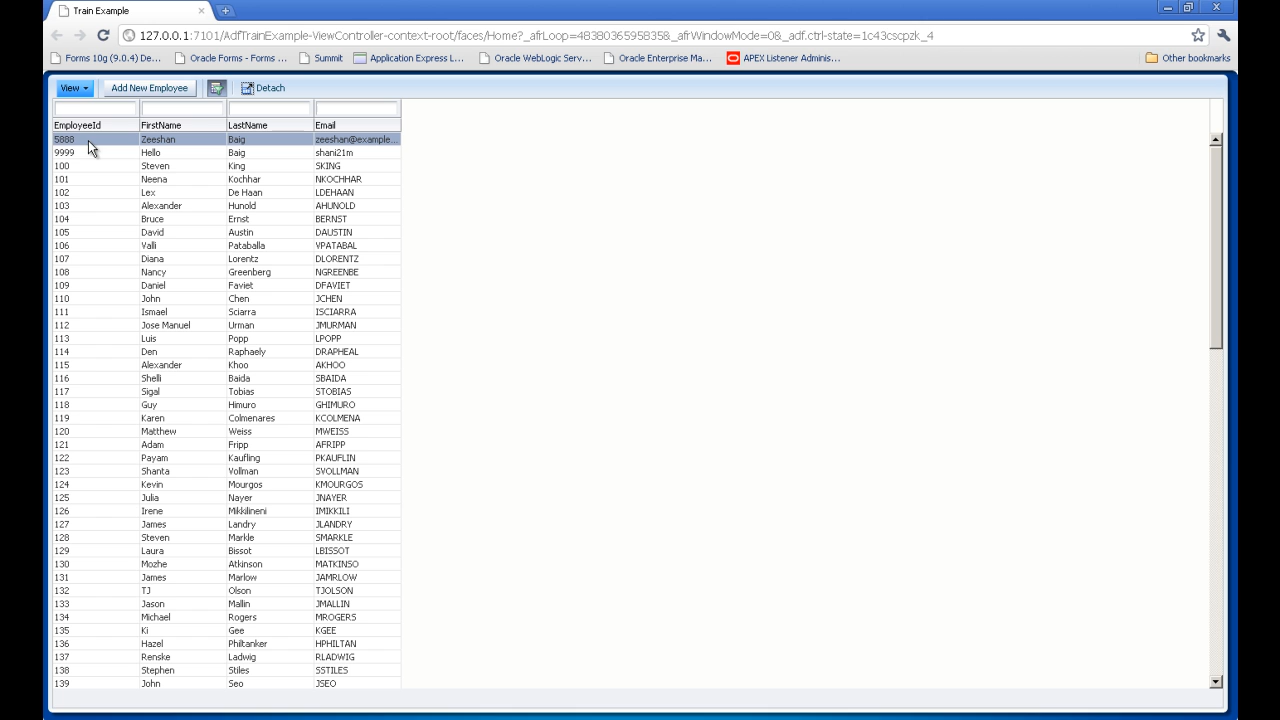 Train Example
127.0.0.1:7101/AdfTrainExample-ViewController-context-root/faces/Home?_afrLoop=4838036595835&_afrWindowMode=0&_adf.ctrl-state=1c43cscpzk_4
Forms 10g (9.0.4) De... Oracle Forms - Forms ... Summit Application Express L... Oracle WebLogic Serv... Oracle Enterprise Ma... APEX Listener Adminis... Other bookmarks
View Add New Employee Detach
EmployeeId FirstName LastName Email
5888 Zeeshan Baig zeeshan@example...
9999 Hello Baig shani21m
100 Steven King SKING
101 Neena Kochhar NKOCHHAR
102 Lex De Haan LDEHAAN
103 Alexander Hunold AHUNOLD
104 Bruce Ernst BERNST
105 David Austin DAUSTIN
106 Valli Pataballa VPATABAL
107 Diana Lorentz DLORENTZ
108 Nancy Greenberg NGREENBE
109 Daniel Faviet DFAVIET
110 John Chen JCHEN
111 Ismael Sciarra ISCIARRA
112 Jose Manuel Urman JMURMAN
113 Luis Popp LPOPP
114 Den Raphaely DRAPHEAL
115 Alexander Khoo AKHOO
116 Shelli Baida SBAIDA
117 Sigal Tobias STOBIAS
118 Guy Himuro GHIMURO
119 Karen Colmenares KCOLMENA
120 Matthew Weiss MWEISS
121 Adam Fripp AFRIPP
122 Payam Kaufling PKAUFLIN
123 Shanta Vollman SVOLLMAN
124 Kevin Mourgos KMOURGOS
125 Julia Nayer JNAYER
126 Irene Mikkilineni IMIKKILI
127 James Landry JLANDRY
128 Steven Markle SMARKLE
129 Laura Bissot LBISSOT
130 Mozhe Atkinson MATKINSO
131 James Marlow JAMRLOW
132 TJ Olson TJOLSON
133 Jason Mallin JMALLIN
134 Michael Rogers MROGERS
135 Ki Gee KGEE
136 Hazel Philtanker HPHILTAN
137 Renske Ladwig RLADWIG
138 Stephen Stiles SSTILES
139 John Seo JSEO